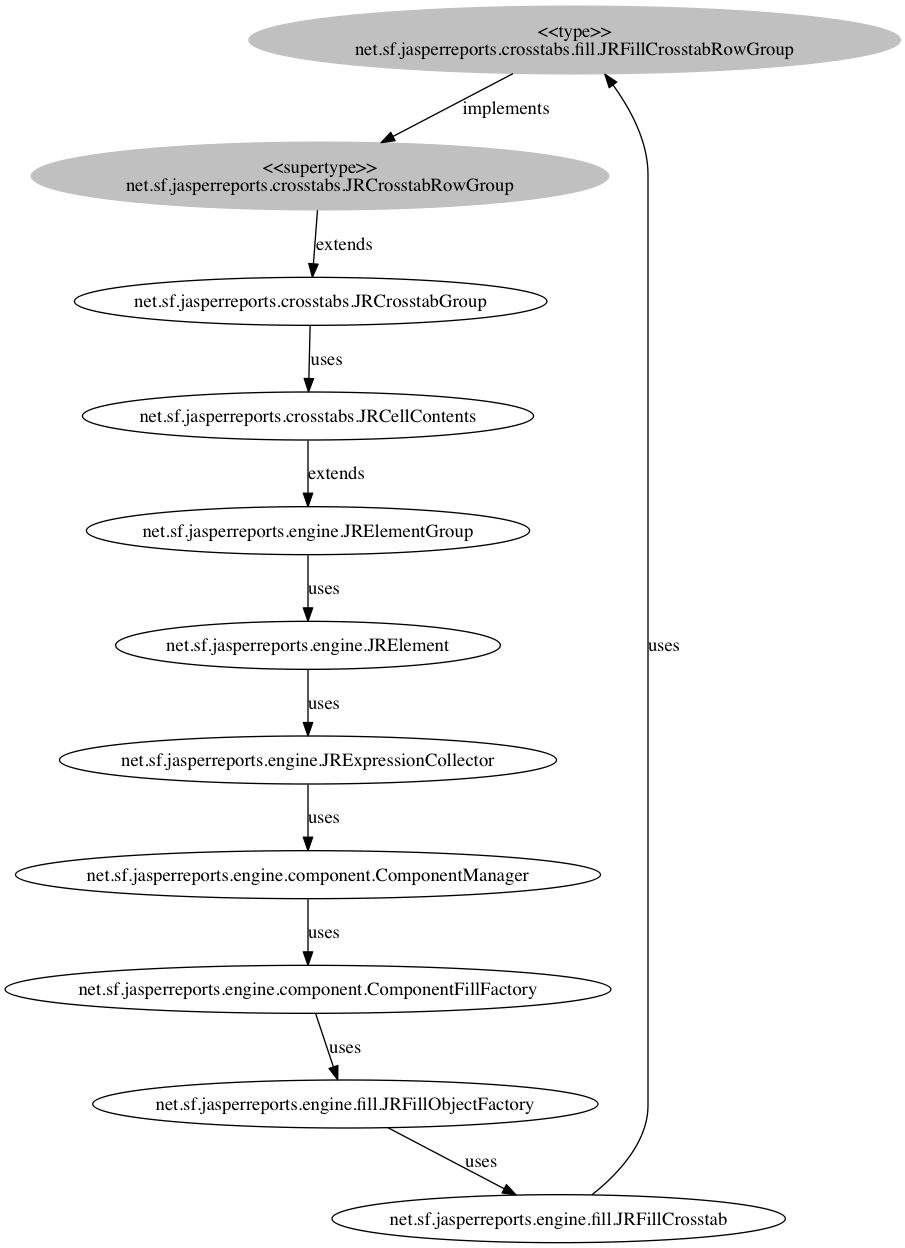 <<type>>
net.sf.jasperreports.crosstabs.fill.JRFillCrosstabRowGroup
implements
<<supertype>>
net.sf.jasperreports.crosstabs.JRCrosstabRowGroup
extends
net.sf.jasperreports.crosstabs.JRCrosstabGroup
uses
net.sf.jasperreports.crosstabs.JRCellContents
extends
net.sf.jasperreports.engine.JRElementGroup
uses
net.sf.jasperreports.engine.JRElement
uses
uses
net.sf.jasperreports.engine.JRExpressionCollector
uses
net.sf.jasperreports.engine.component.ComponentManager
uses
net.sf.jasperreports.engine.component.ComponentFillFactory
uses
net.sf.jasperreports.engine.fill.JRFillObjectFactory
uses
net.sf.jasperreports.engine.fill.JRFillCrosstab